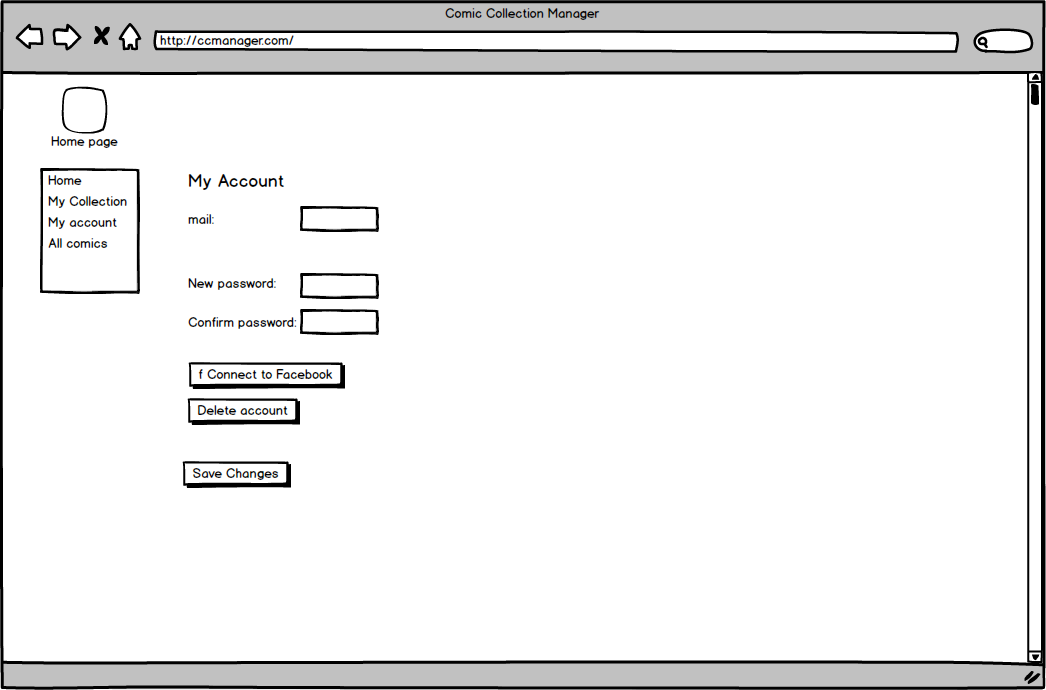 Comic Collection Manager
http://ccmanager.com/
Home page
Home
My Collection
My account
All comics
My Account
mail:
New password:
Confirm password:
f Connect to Facebook
Delete account
Save Changes